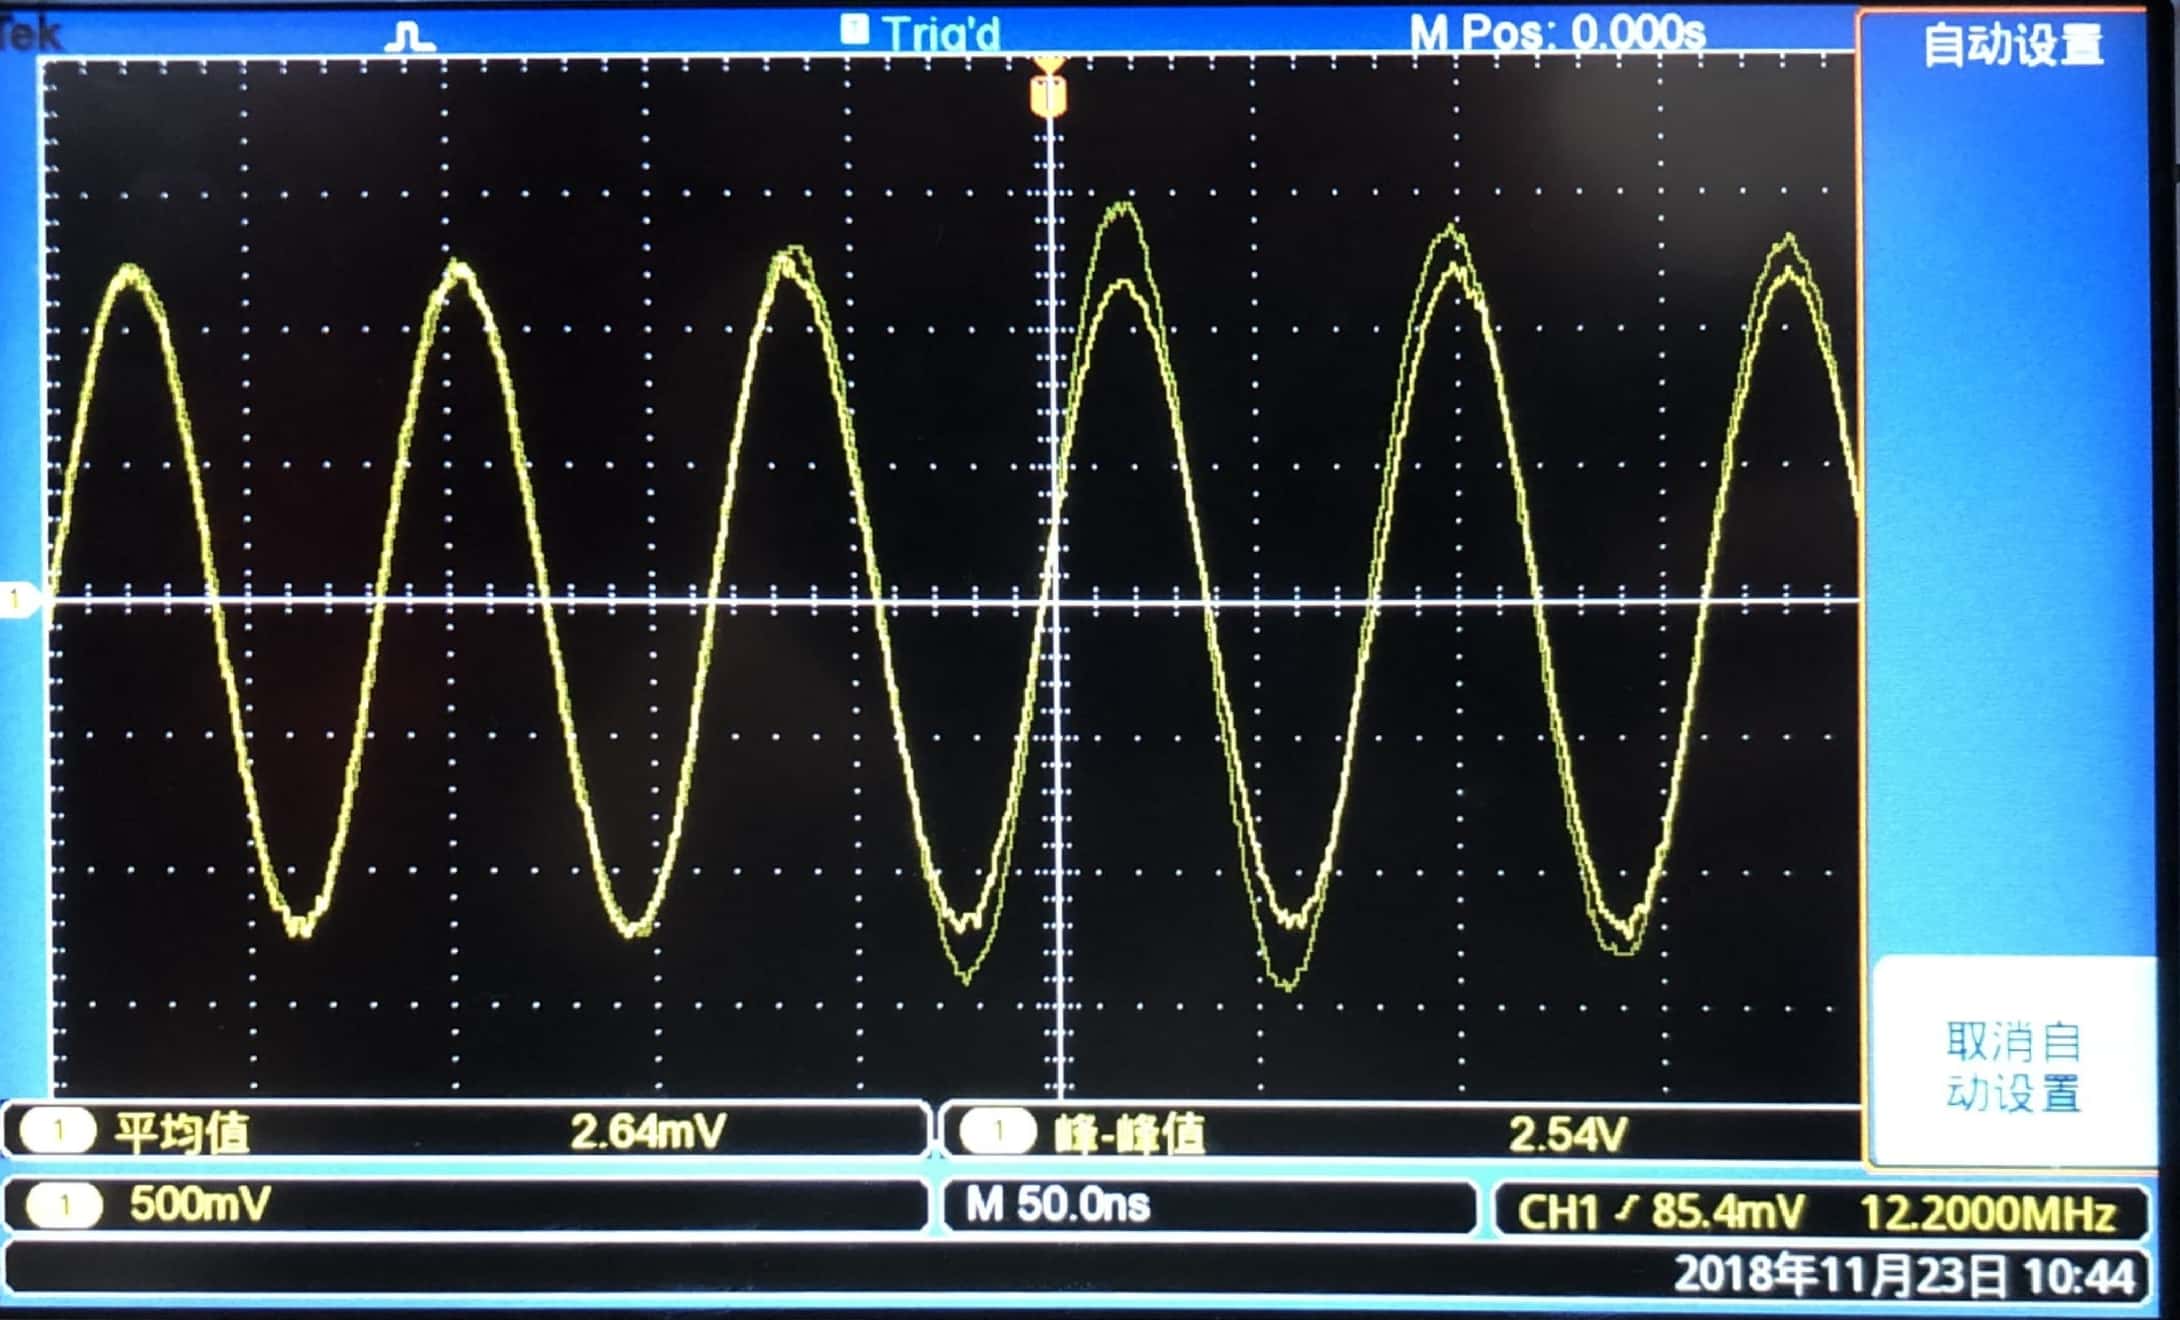 Tek
T Trig'd
M Pos: 0.000s
自动设置
T
1
取消自
动设置
1 平均值 2.64mV
1 峰-峰值 2.54V
1 500mV
M 50.0ns
CH1 85.4mV 12.2000MHz
2018年11月23日 10:44